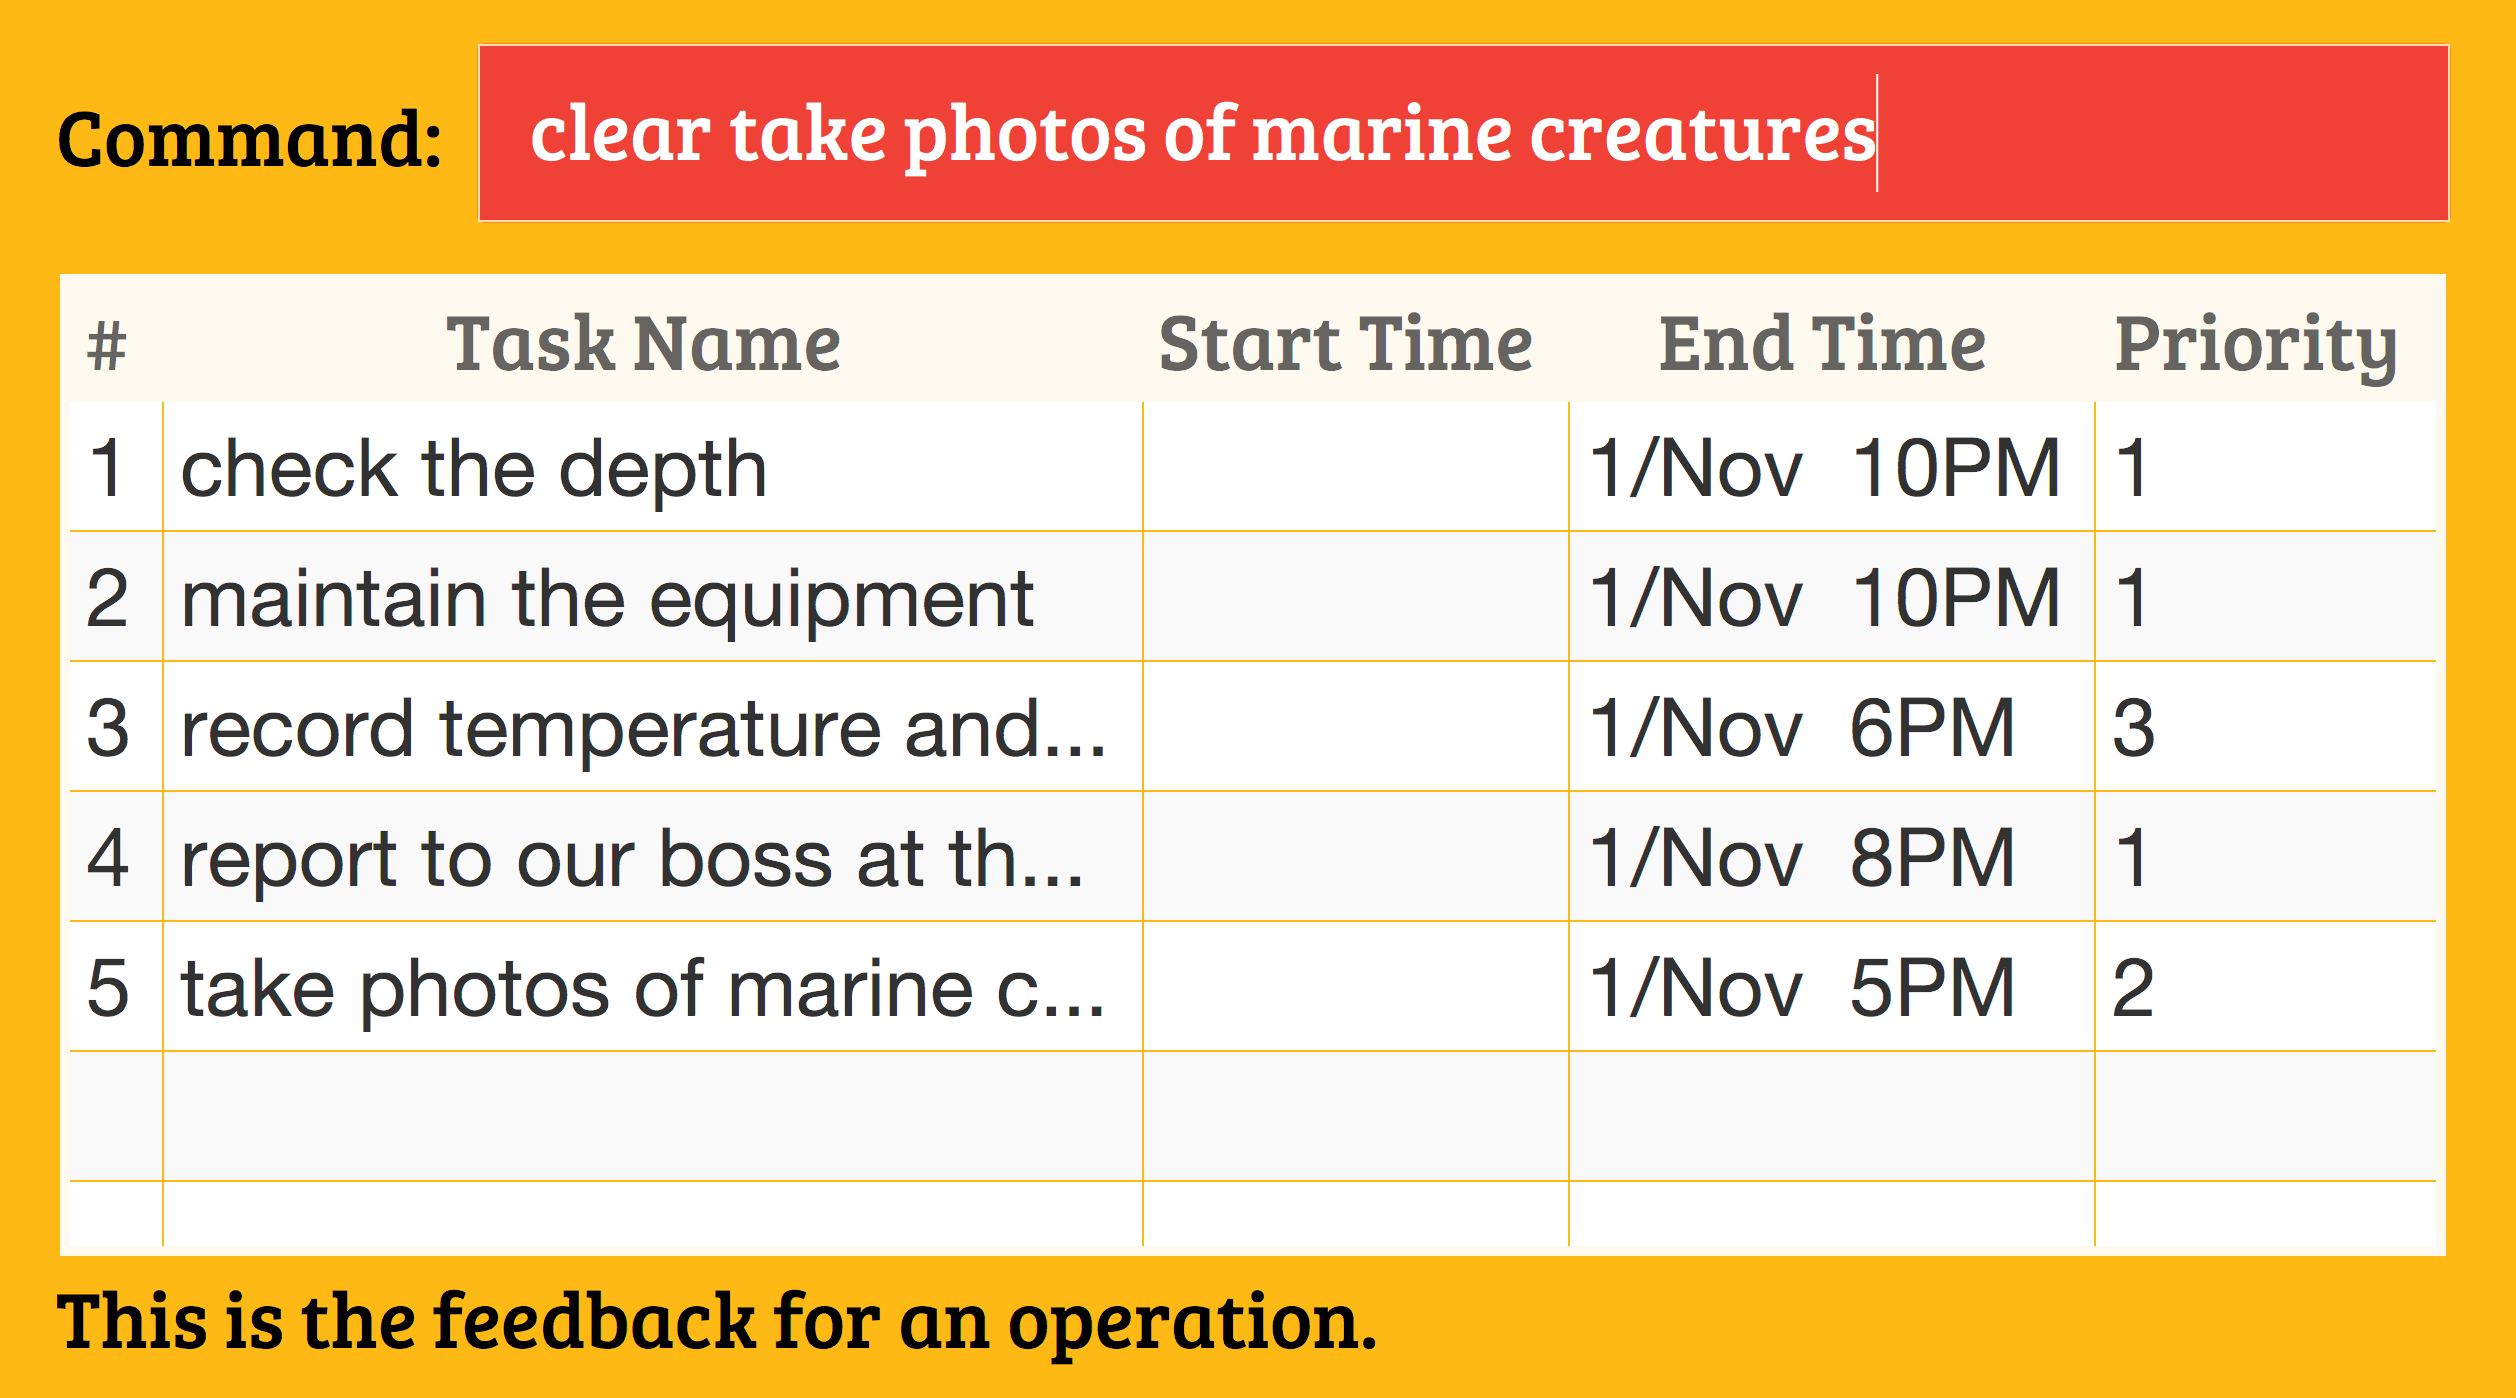 Command: clear take photos of marine creatures
# Task Name Start Time End Time Priority
1 check the depth 1/Nov 10PM 1
2 maintain the equipment 1/Nov 10PM 1
3 record temperature and... 1/Nov 6PM 3
4 report to our boss at th... 1/Nov 8PM 1
5 take photos of marine c... 1/Nov 5PM 2
This is the feedback for an operation.